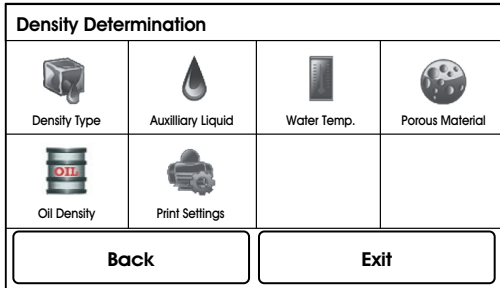 Density Determination
Density Type Auxilliary Liquid Water Temp. Porous Material
OIL
Oil Density Print Settings
Back Exit